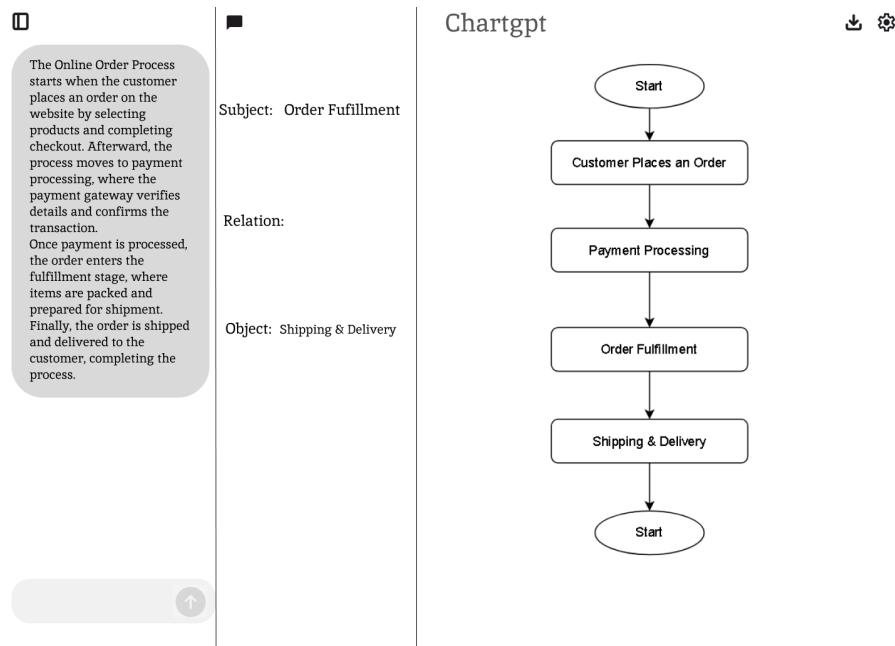 The Online Order Process
starts when the customer
places an order on the
website by selecting
products and completing
checkout. Afterward, the
process moves to payment
processing, where the
payment gateway verifies
details and confirms the
transaction.
Once payment is processed,
the order enters the
fulfillment stage, where
items are packed and
prepared for shipment.
Finally, the order is shipped
and delivered to the
customer, completing the
process.
Subject: Order Fufillment
Relation:
Object: Shipping & Delivery
Chartgpt
Start
Customer Places an Order
Payment Processing
Order Fulfillment
Shipping & Delivery
Start